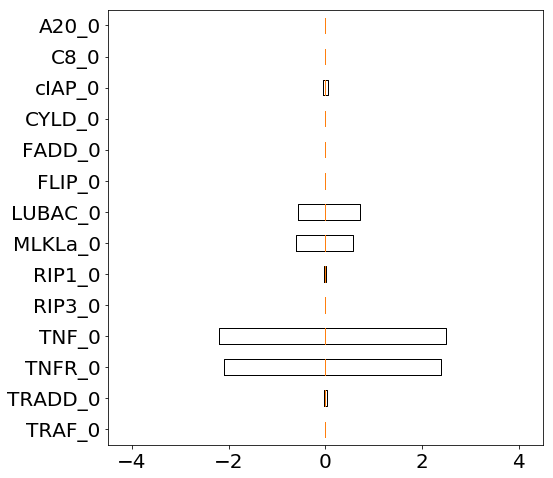 A20_0
C8_0
cIAP_0
CYLD_0
FADD_0
FLIP_0
LUBAC_0
MLKLa_0
RIP1_0
RIP3_0
TNF_0
TNFR_0
TRADD_0
TRAF_0
−4 −2 0 2 4